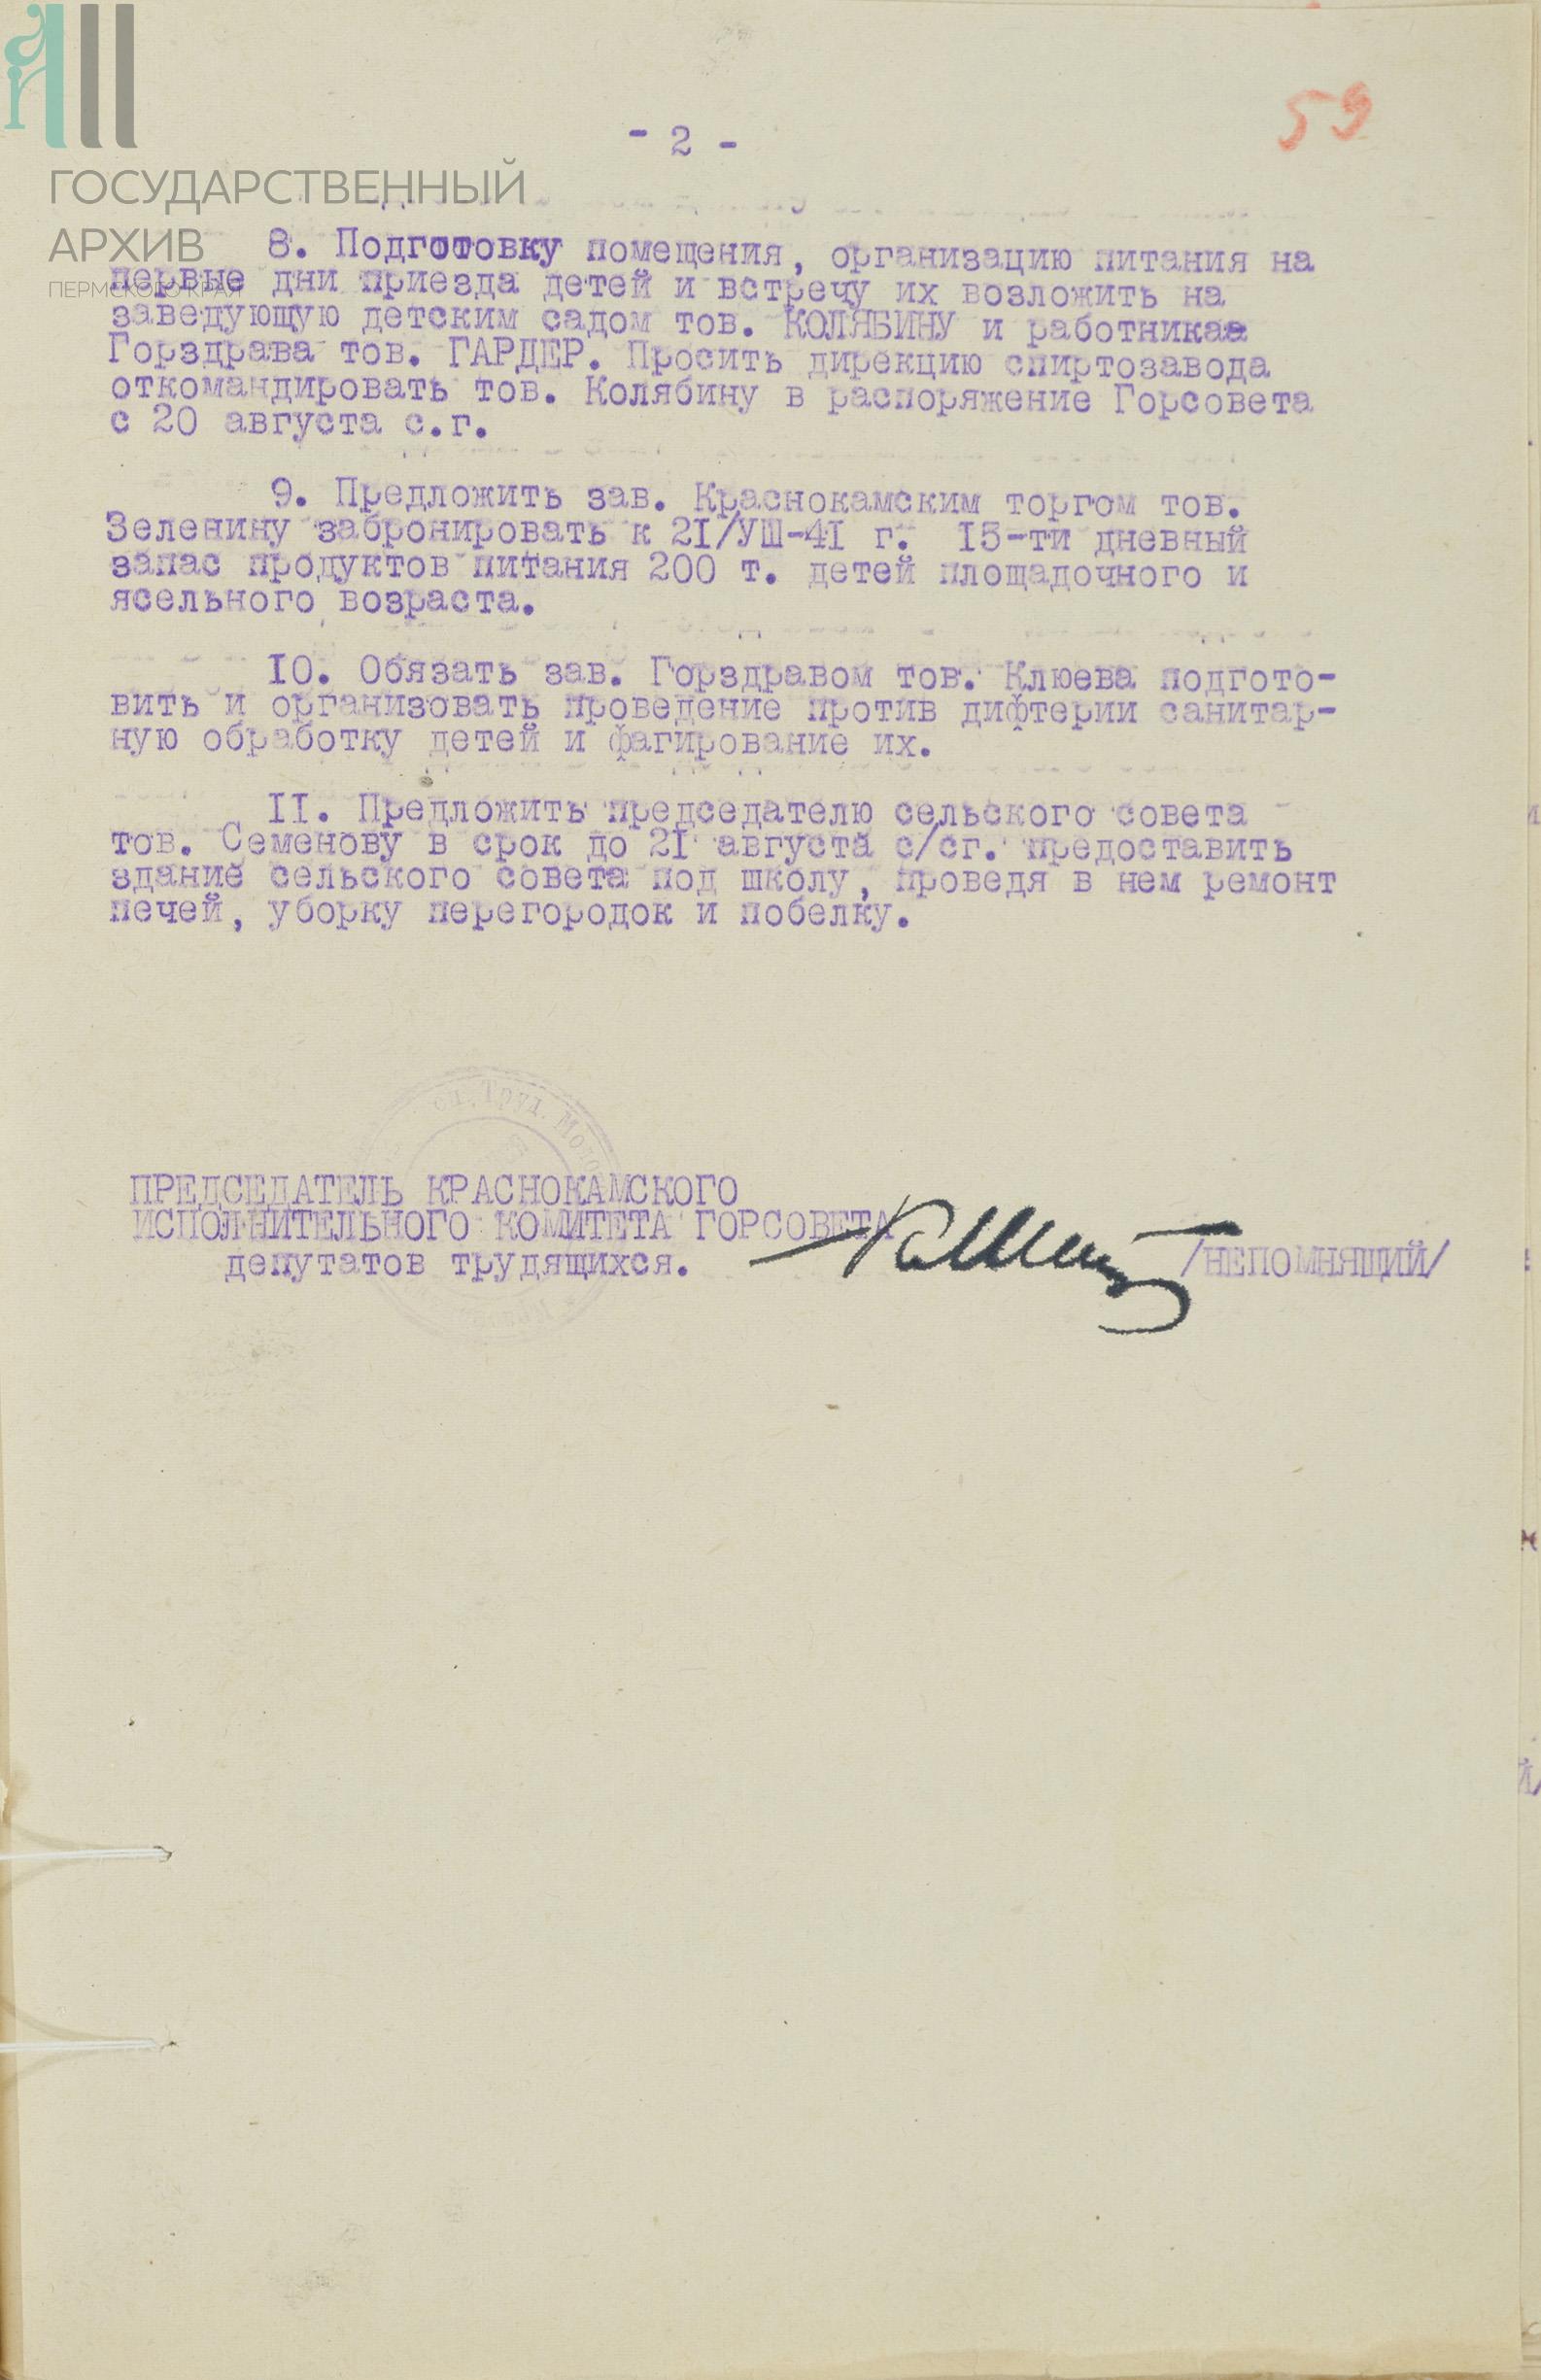 59
- 2 -
ГОСУДАРСТВЕННЫЙ
АРХИВ
ПЕРМСКОГО КРАЯ
8. Подготовку помещения, организацию питания на
первые дни приезда детей и встречу их возложить на
заведующую детским садом тов. КОЛЯБИНУ и работникаа
Горздрава тов. ГАРДЕР. Просить дирекцию спиртозавода
откомандировать тов. Колябину в распоряжение Горсовета
с 20 августа с.г.
9. Предложить зав. Краснокамским торгом тов.
Зеленину забронировать к 21/УШ-41 г. 15-ти дневный
запас продуктов питания 200 т. детей площадочного и
ясельного возраста.
10. Обязать зав. Горздравом тов. Клюева подгото-
вить и организовать проведение против дифтерии санитар-
ную обработку детей и фагирование их.
11. Предложить председателю сельского совета
тов. Семенову в срок до 21 августа с/сг. предоставить
здание сельского совета под школу, проведя в нем ремонт
печей, уборку перегородок и побелку.
ПРЕДСЕДАТЕЛЬ КРАСНОКАМСКОГО
ИСПОЛНИТЕЛЬНОГО КОМИТЕТА ГОРСОВЕТА
депутатов трудящихся.
/НЕПОМНЯЩИЙ/